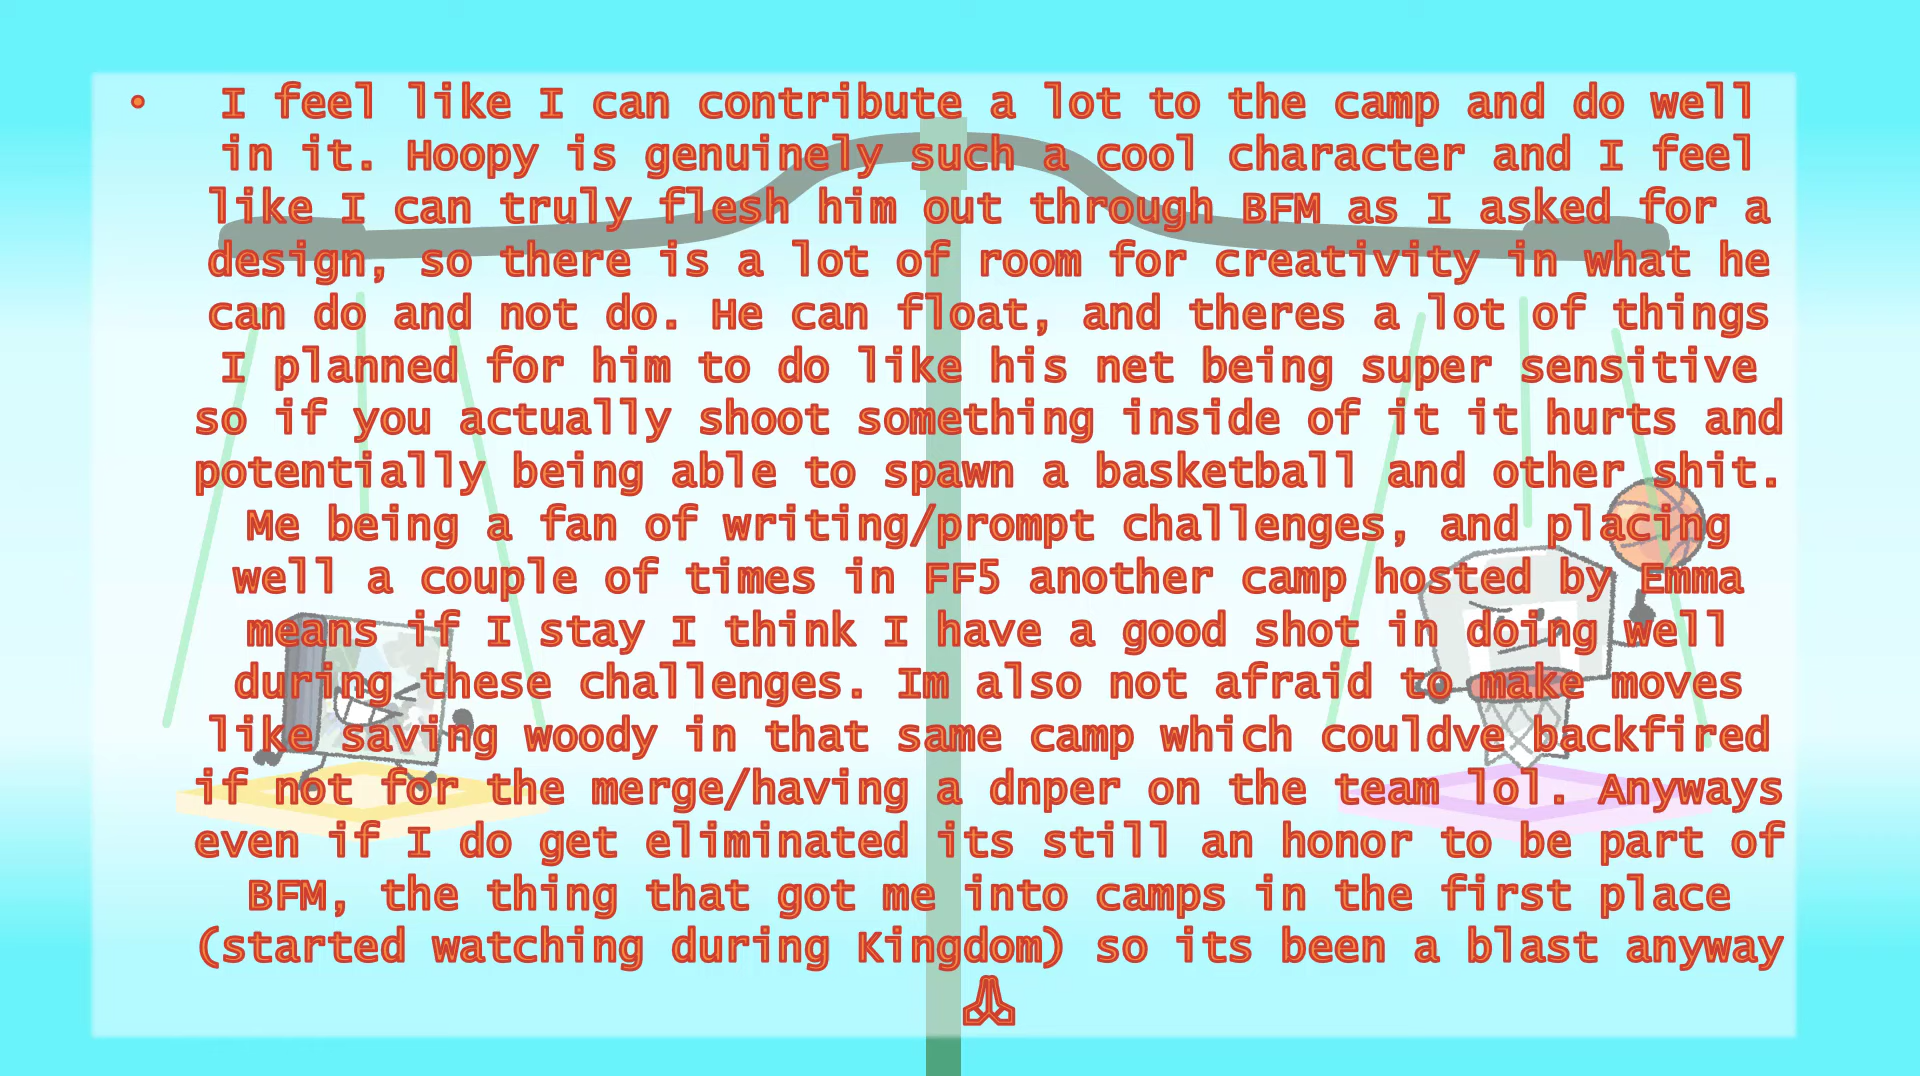 • I feel like I can contribute a lot to the camp and do well
in it. Hoopy is genuinely such a cool character and I feel
like I can truly flesh him out through BFM as I asked for a
design, so there is a lot of room for creativity in what he
can do and not do. He can float, and theres a lot of things
I planned for him to do like his net being super sensitive
so if you actually shoot something inside of it it hurts and
potentially being able to spawn a basketball and other shit.
Me being a fan of writing/prompt challenges, and placing
well a couple of times in FF5 another camp hosted by Emma
means if I stay I think I have a good shot in doing well
during these challenges. Im also not afraid to make moves
like saving woody in that same camp which couldve backfired
if not for the merge/having a dnper on the team lol. Anyways
even if I do get eliminated its still an honor to be part of
BFM, the thing that got me into camps in the first place
(started watching during Kingdom) so its been a blast anyway
🙏